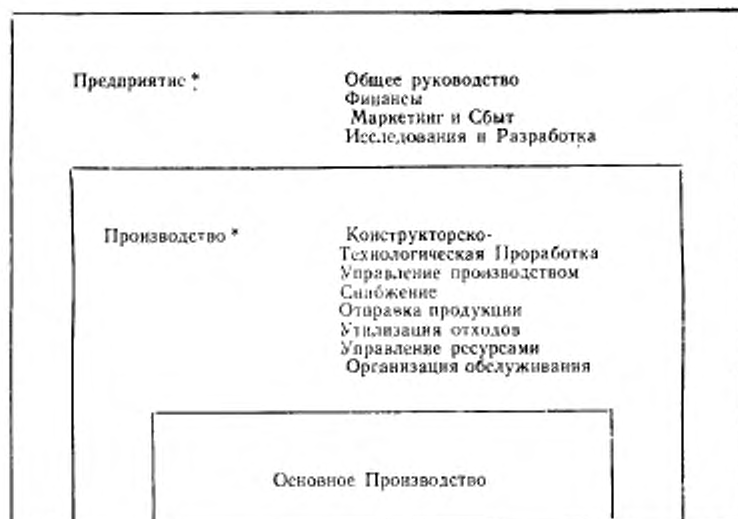 Предприятие *
Общее руководство
Финансы
Маркетинг и Сбыт
Исследования и Разработка
Производство *
Конструкторско-
Технологическая Проработка
Управление производством
Снабжение
Отправка продукции
Утилизация отходов
Управление ресурсами
Организация обслуживания
Основное Производство